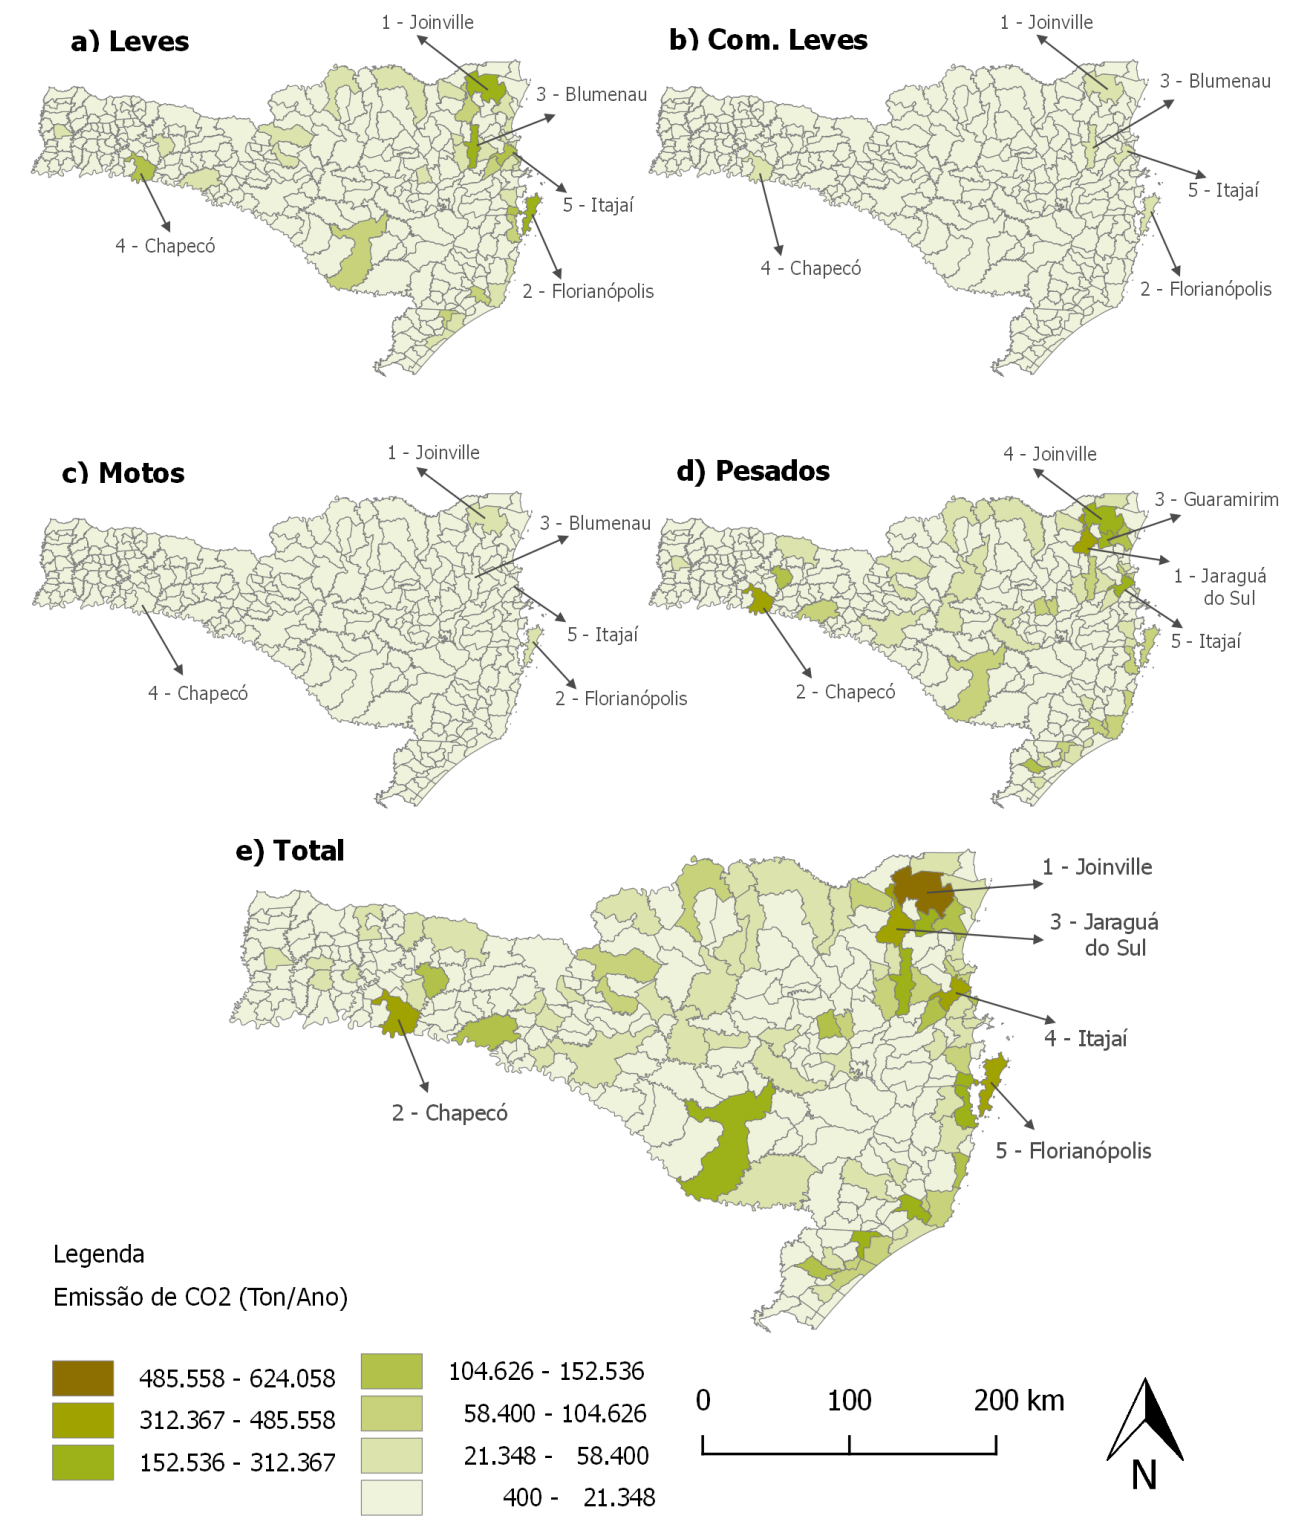 a) Leves
1 - Joinville
3 - Blumenau
5 - Itajaí
4 - Chapecó
2 - Florianópolis
b) Com. Leves
1 - Joinville
3 - Blumenau
5 - Itajaí
4 - Chapecó
2 - Florianópolis
c) Motos
1 - Joinville
3 - Blumenau
5 - Itajaí
4 - Chapecó
2 - Florianópolis
d) Pesados
4 - Joinville
3 - Guaramirim
1 - Jaraguá
do Sul
5 - Itajaí
2 - Chapecó
e) Total
1 - Joinville
3 - Jaraguá
do Sul
4 - Itajaí
2 - Chapecó
5 - Florianópolis
Legenda
Emissão de CO2 (Ton/Ano)
485.558 - 624.058
312.367 - 485.558
152.536 - 312.367
104.626 - 152.536
58.400 - 104.626
21.348 - 58.400
400 - 21.348
0 100 200 km
N